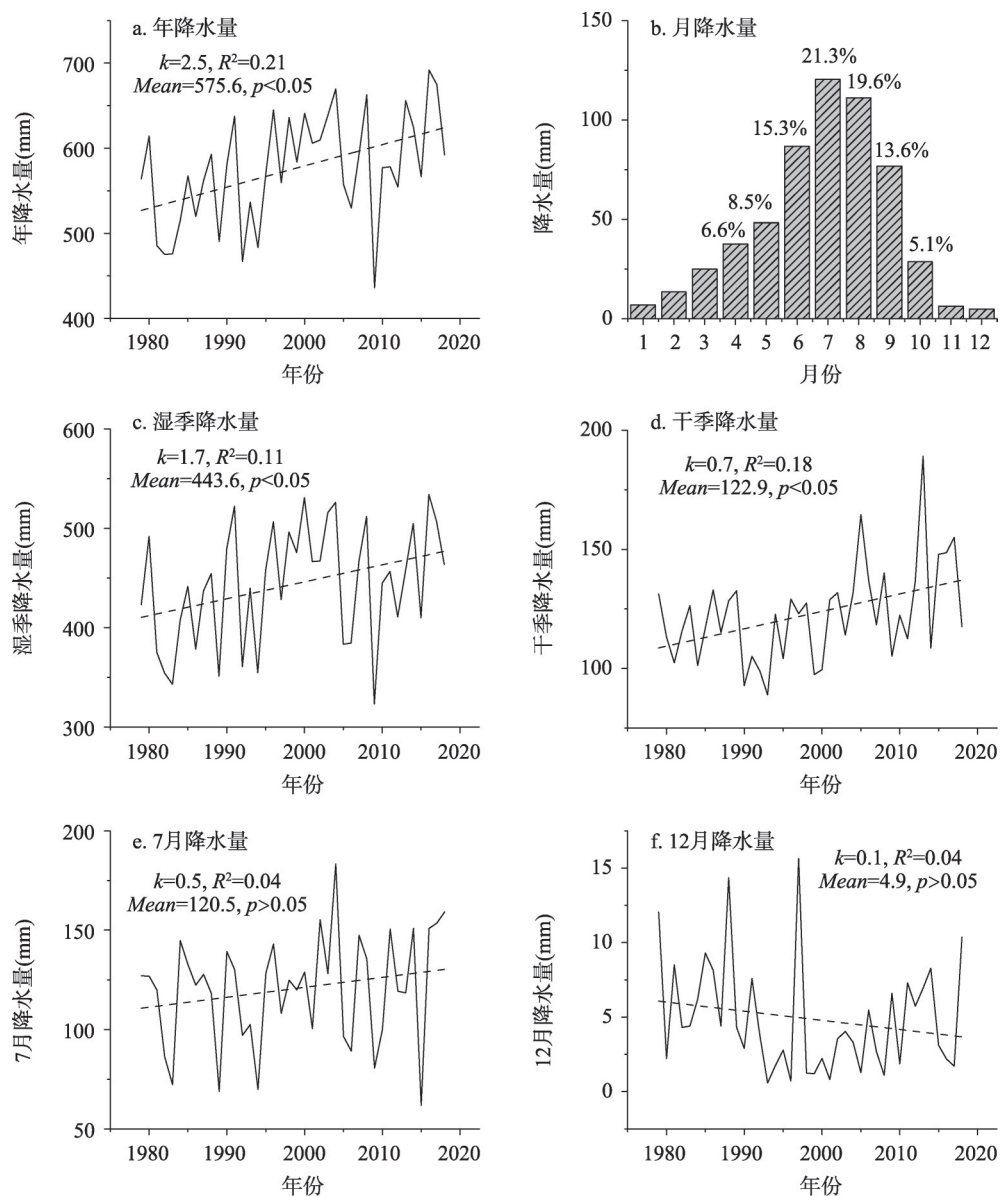 a. 年降水量
k=2.5, R²=0.21
Mean=575.6, p<0.05
年降水量(mm)
700
600
500
400
1980 1990 2000 2010 2020
年份
b. 月降水量
21.3%
19.6%
15.3%
13.6%
8.5%
6.6%
5.1%
降水量(mm)
150
100
50
0
1 2 3 4 5 6 7 8 9 10 11 12
月份
c. 湿季降水量
k=1.7, R²=0.11
Mean=443.6, p<0.05
湿季降水量(mm)
600
500
400
300
1980 1990 2000 2010 2020
年份
d. 干季降水量
k=0.7, R²=0.18
Mean=122.9, p<0.05
干季降水量(mm)
200
150
100
1980 1990 2000 2010 2020
年份
e. 7月降水量
k=0.5, R²=0.04
Mean=120.5, p>0.05
7月降水量(mm)
200
150
100
50
1980 1990 2000 2010 2020
年份
f. 12月降水量
k=0.1, R²=0.04
Mean=4.9, p>0.05
12月降水量(mm)
15
10
5
0
1980 1990 2000 2010 2020
年份